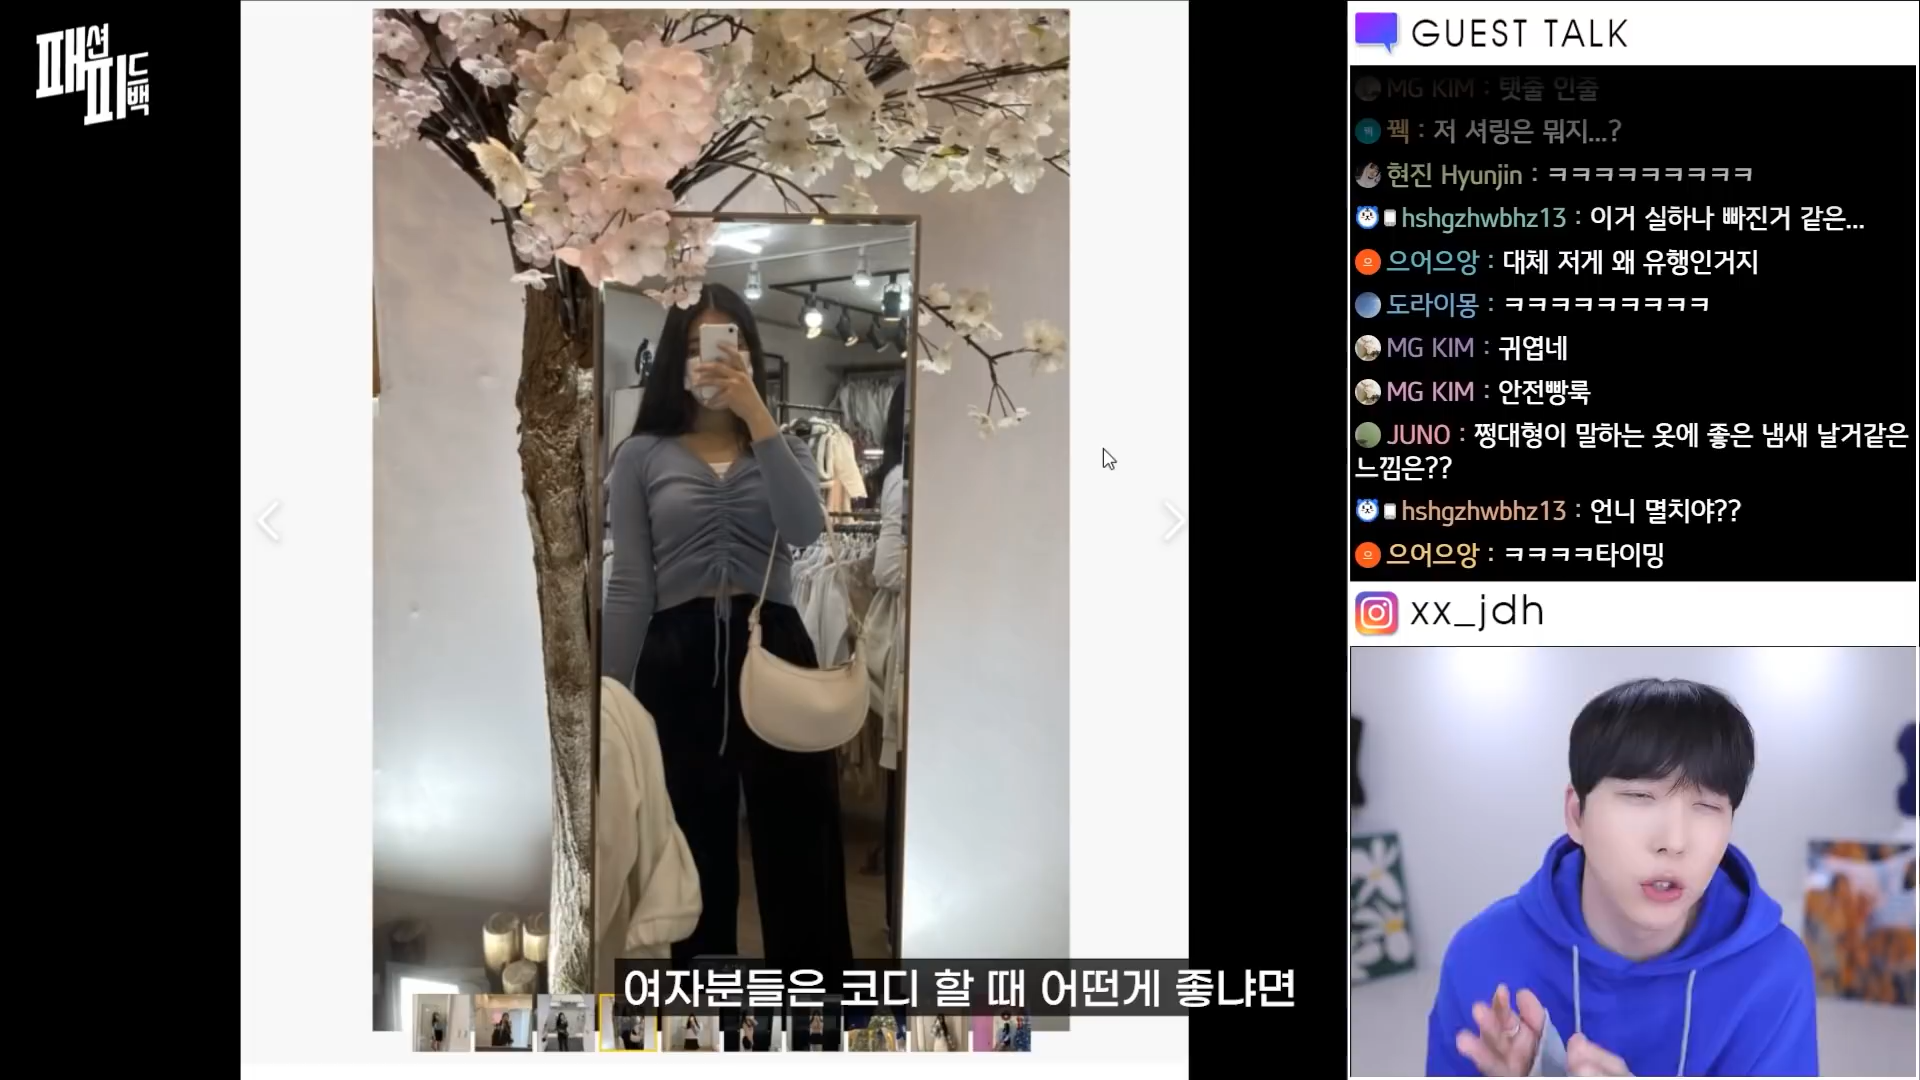 패션
피드백
GUEST TALK
MG KIM : 탯줄 인줄
꿱 : 저 셔링은 뭐지...?
현진 Hyunjin : ㅋㅋㅋㅋㅋㅋㅋㅋㅋ
hshgzhwbhz13 : 이거 실하나 빠진거 같은...
으어으앙 : 대체 저게 왜 유행인거지
도라이몽 : ㅋㅋㅋㅋㅋㅋㅋㅋㅋ
MG KIM : 귀엽네
MG KIM : 안전빵룩
JUNO : 쩡대형이 말하는 옷에 좋은 냄새 날거같은
느낌은??
hshgzhwbhz13 : 언니 멸치야??
으어으앙 : ㅋㅋㅋㅋ타이밍
xx_jdh
여자분들은 코디 할 때 어떤게 좋냐면